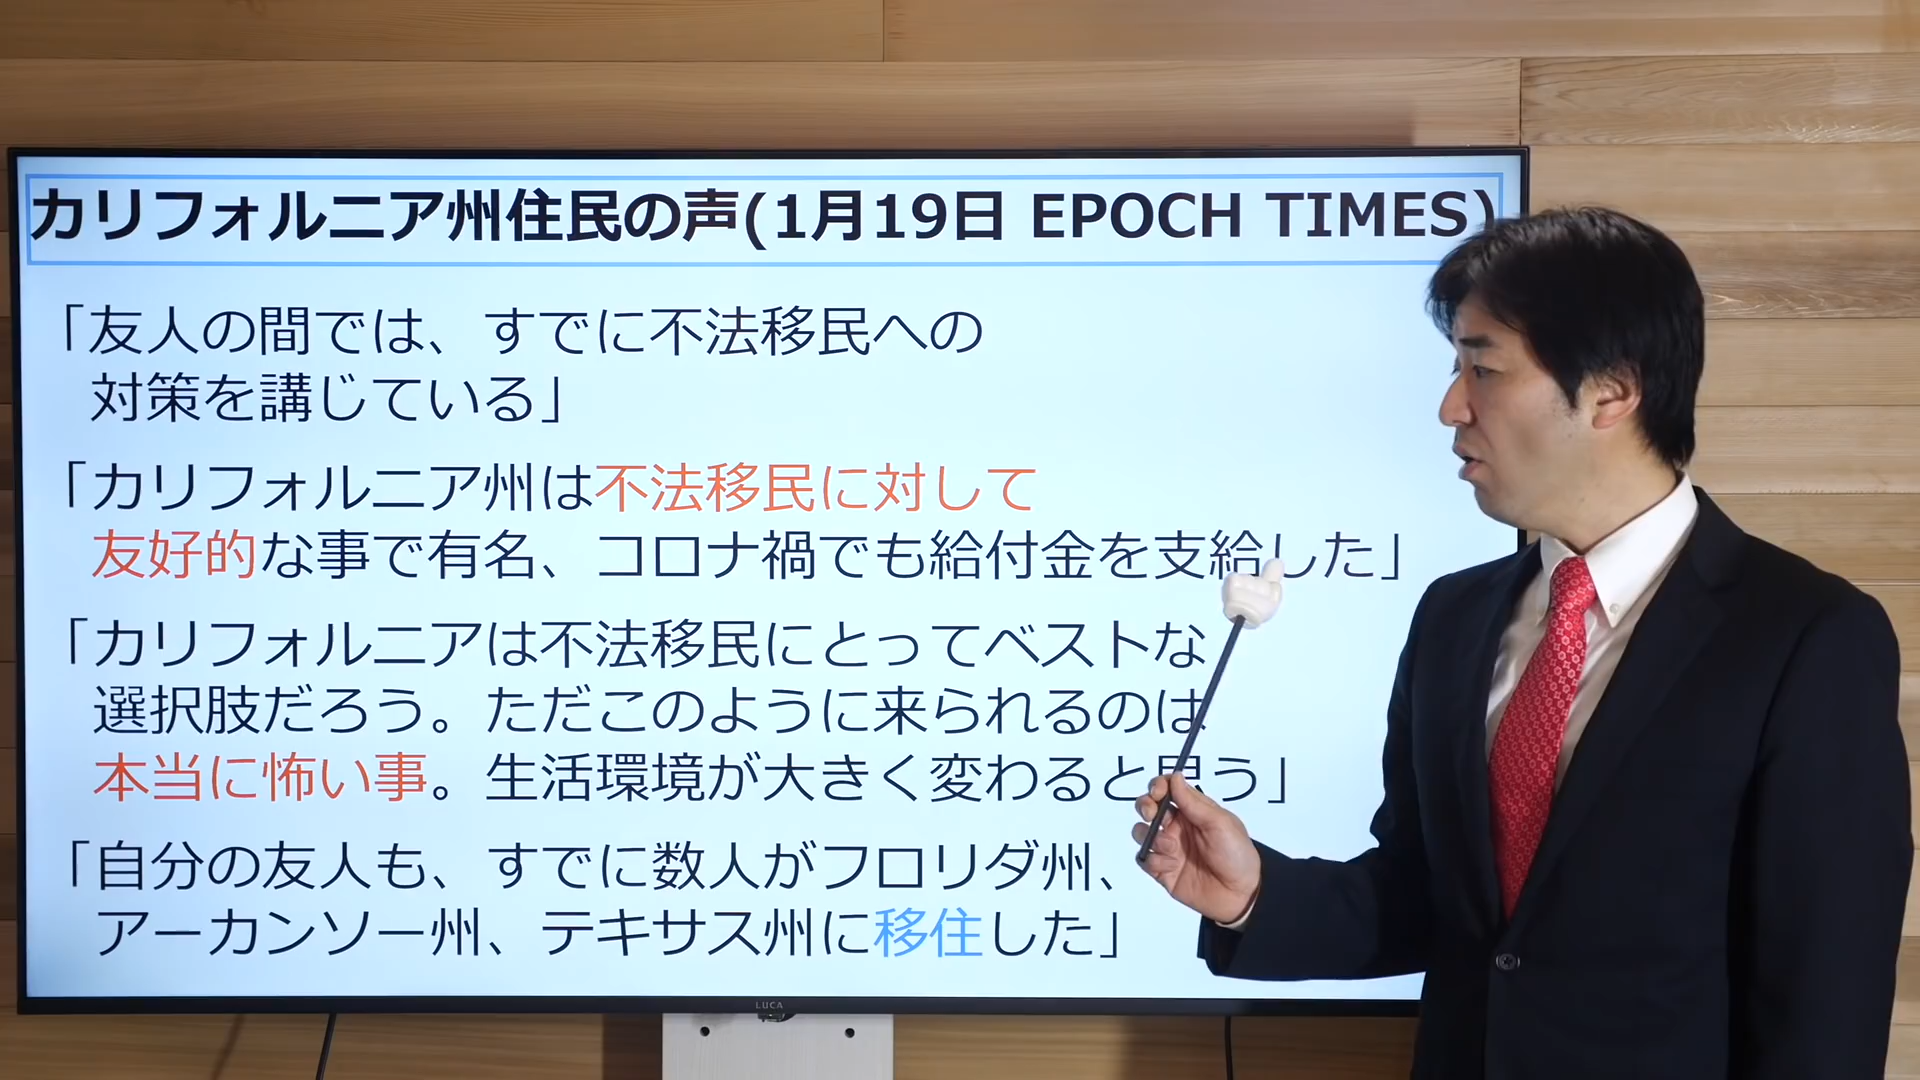 カリフォルニア州住民の声(1月19日 EPOCH TIMES)
「友人の間では、すでに不法移民への
対策を講じている」
「カリフォルニア州は不法移民に対して
友好的な事で有名、コロナ禍でも給付金を支給した」
「カリフォルニアは不法移民にとってベストな
選択肢だろう。ただこのように来られるのは
本当に怖い事。生活環境が大きく変わると思う」
「自分の友人も、すでに数人がフロリダ州、
アーカンソー州、テキサス州に移住した」
LUCA